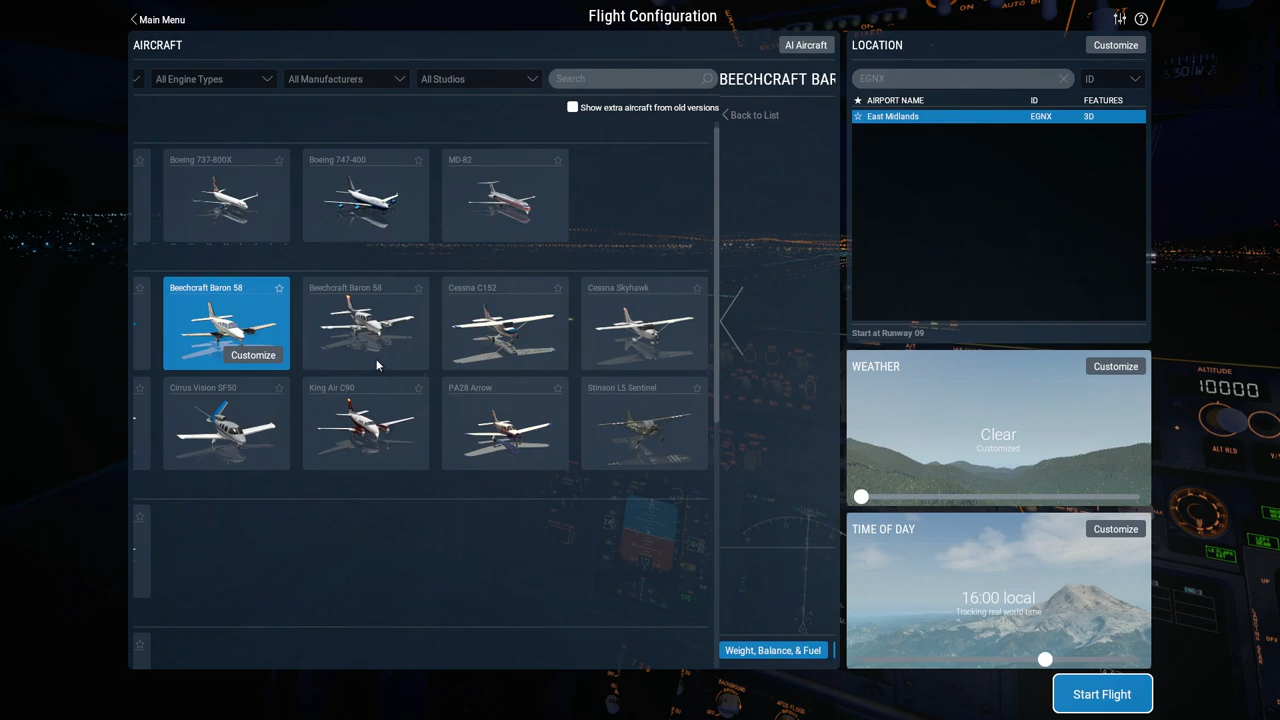 Main Menu
Flight Configuration
AIRCRAFT
AI Aircraft
All Engine Types
All Manufacturers
All Studios
Search
BEECHCRAFT BAR
Show extra aircraft from old versions
Back to List
Boeing 737-800X
Boeing 747-400
MD-82
Beechcraft Baron 58
Customize
Beechcraft Baron 58
Cessna C152
Cessna Skyhawk
Cirrus Vision SF50
King Air C90
PA28 Arrow
Stinson L5 Sentinel
Weight, Balance, & Fuel
LOCATION
Customize
EGNX
ID
AIRPORT NAME ID FEATURES
East Midlands EGNX 3D
Start at Runway 09
WEATHER
Customize
Clear
Customized
TIME OF DAY
Customize
16:00 local
Tracking real world time
Start Flight
ALTITUDE
10000
ALT HLD